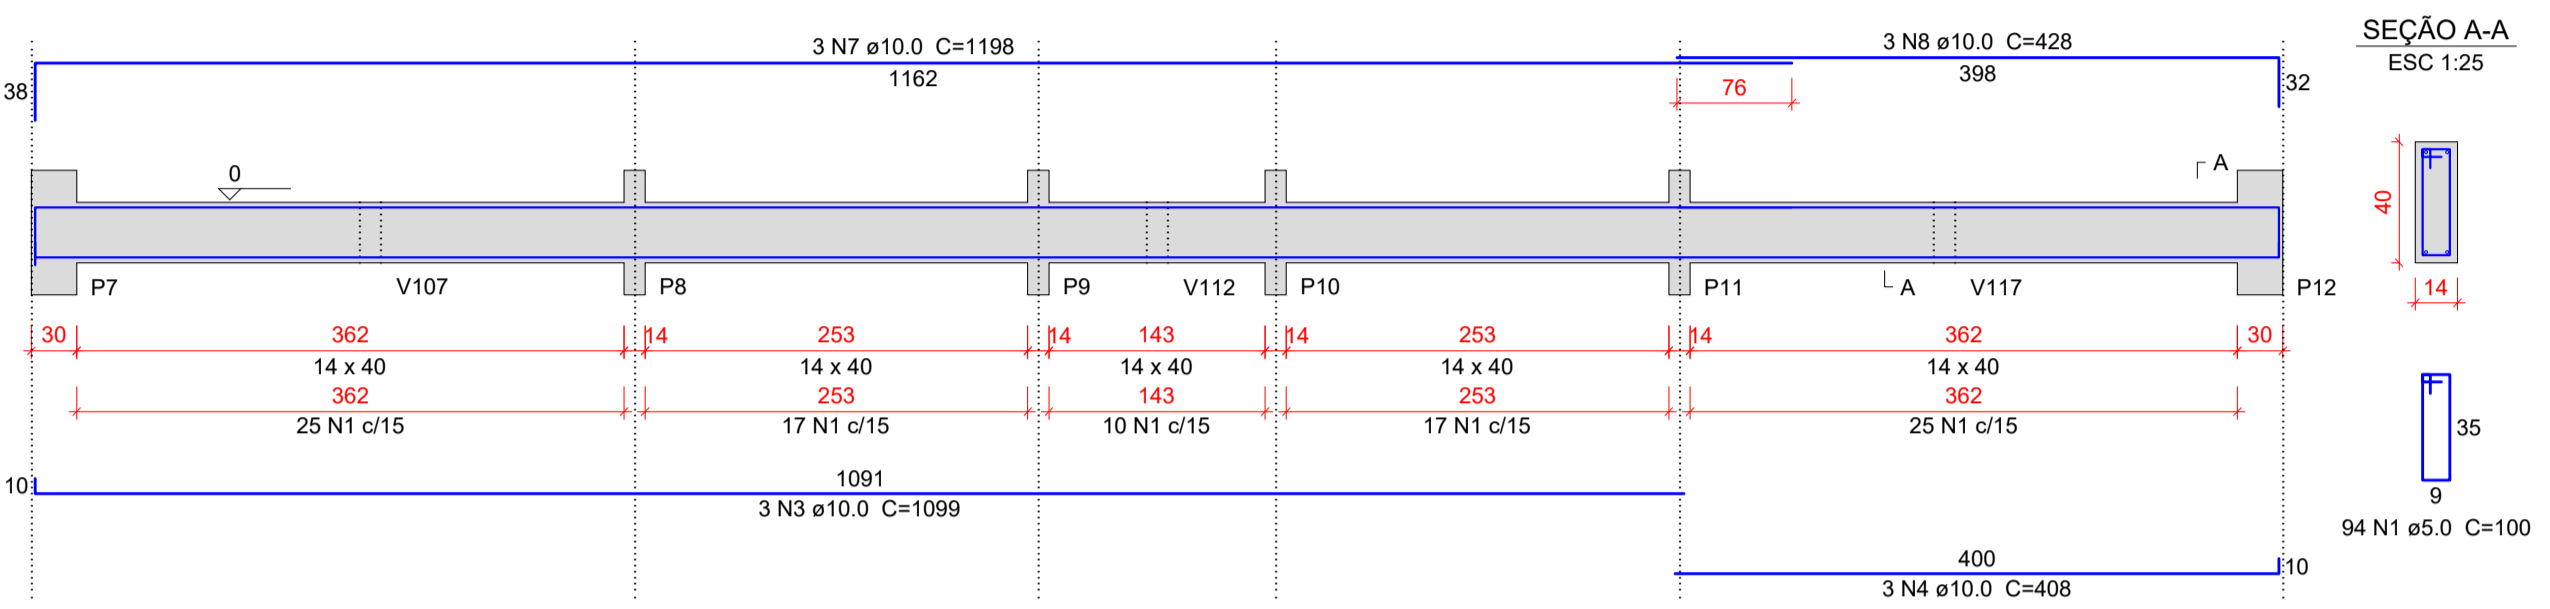 3 N7 ø10.0 C=1198
1162
38
3 N8 ø10.0 C=428
398
32
76
SEÇÃO A-A
ESC 1:25
0
A
P7
V107
P8
P9
V112
P10
P11
A
V117
P12
40
14
30 362 14 253 14 143 14 253 14 362 30
14 x 40 14 x 40 14 x 40 14 x 40 14 x 40
362 253 143 253 362
25 N1 c/15 17 N1 c/15 10 N1 c/15 17 N1 c/15 25 N1 c/15
35
9
94 N1 ø5.0 C=100
10
1091
3 N3 ø10.0 C=1099
400
10
3 N4 ø10.0 C=408